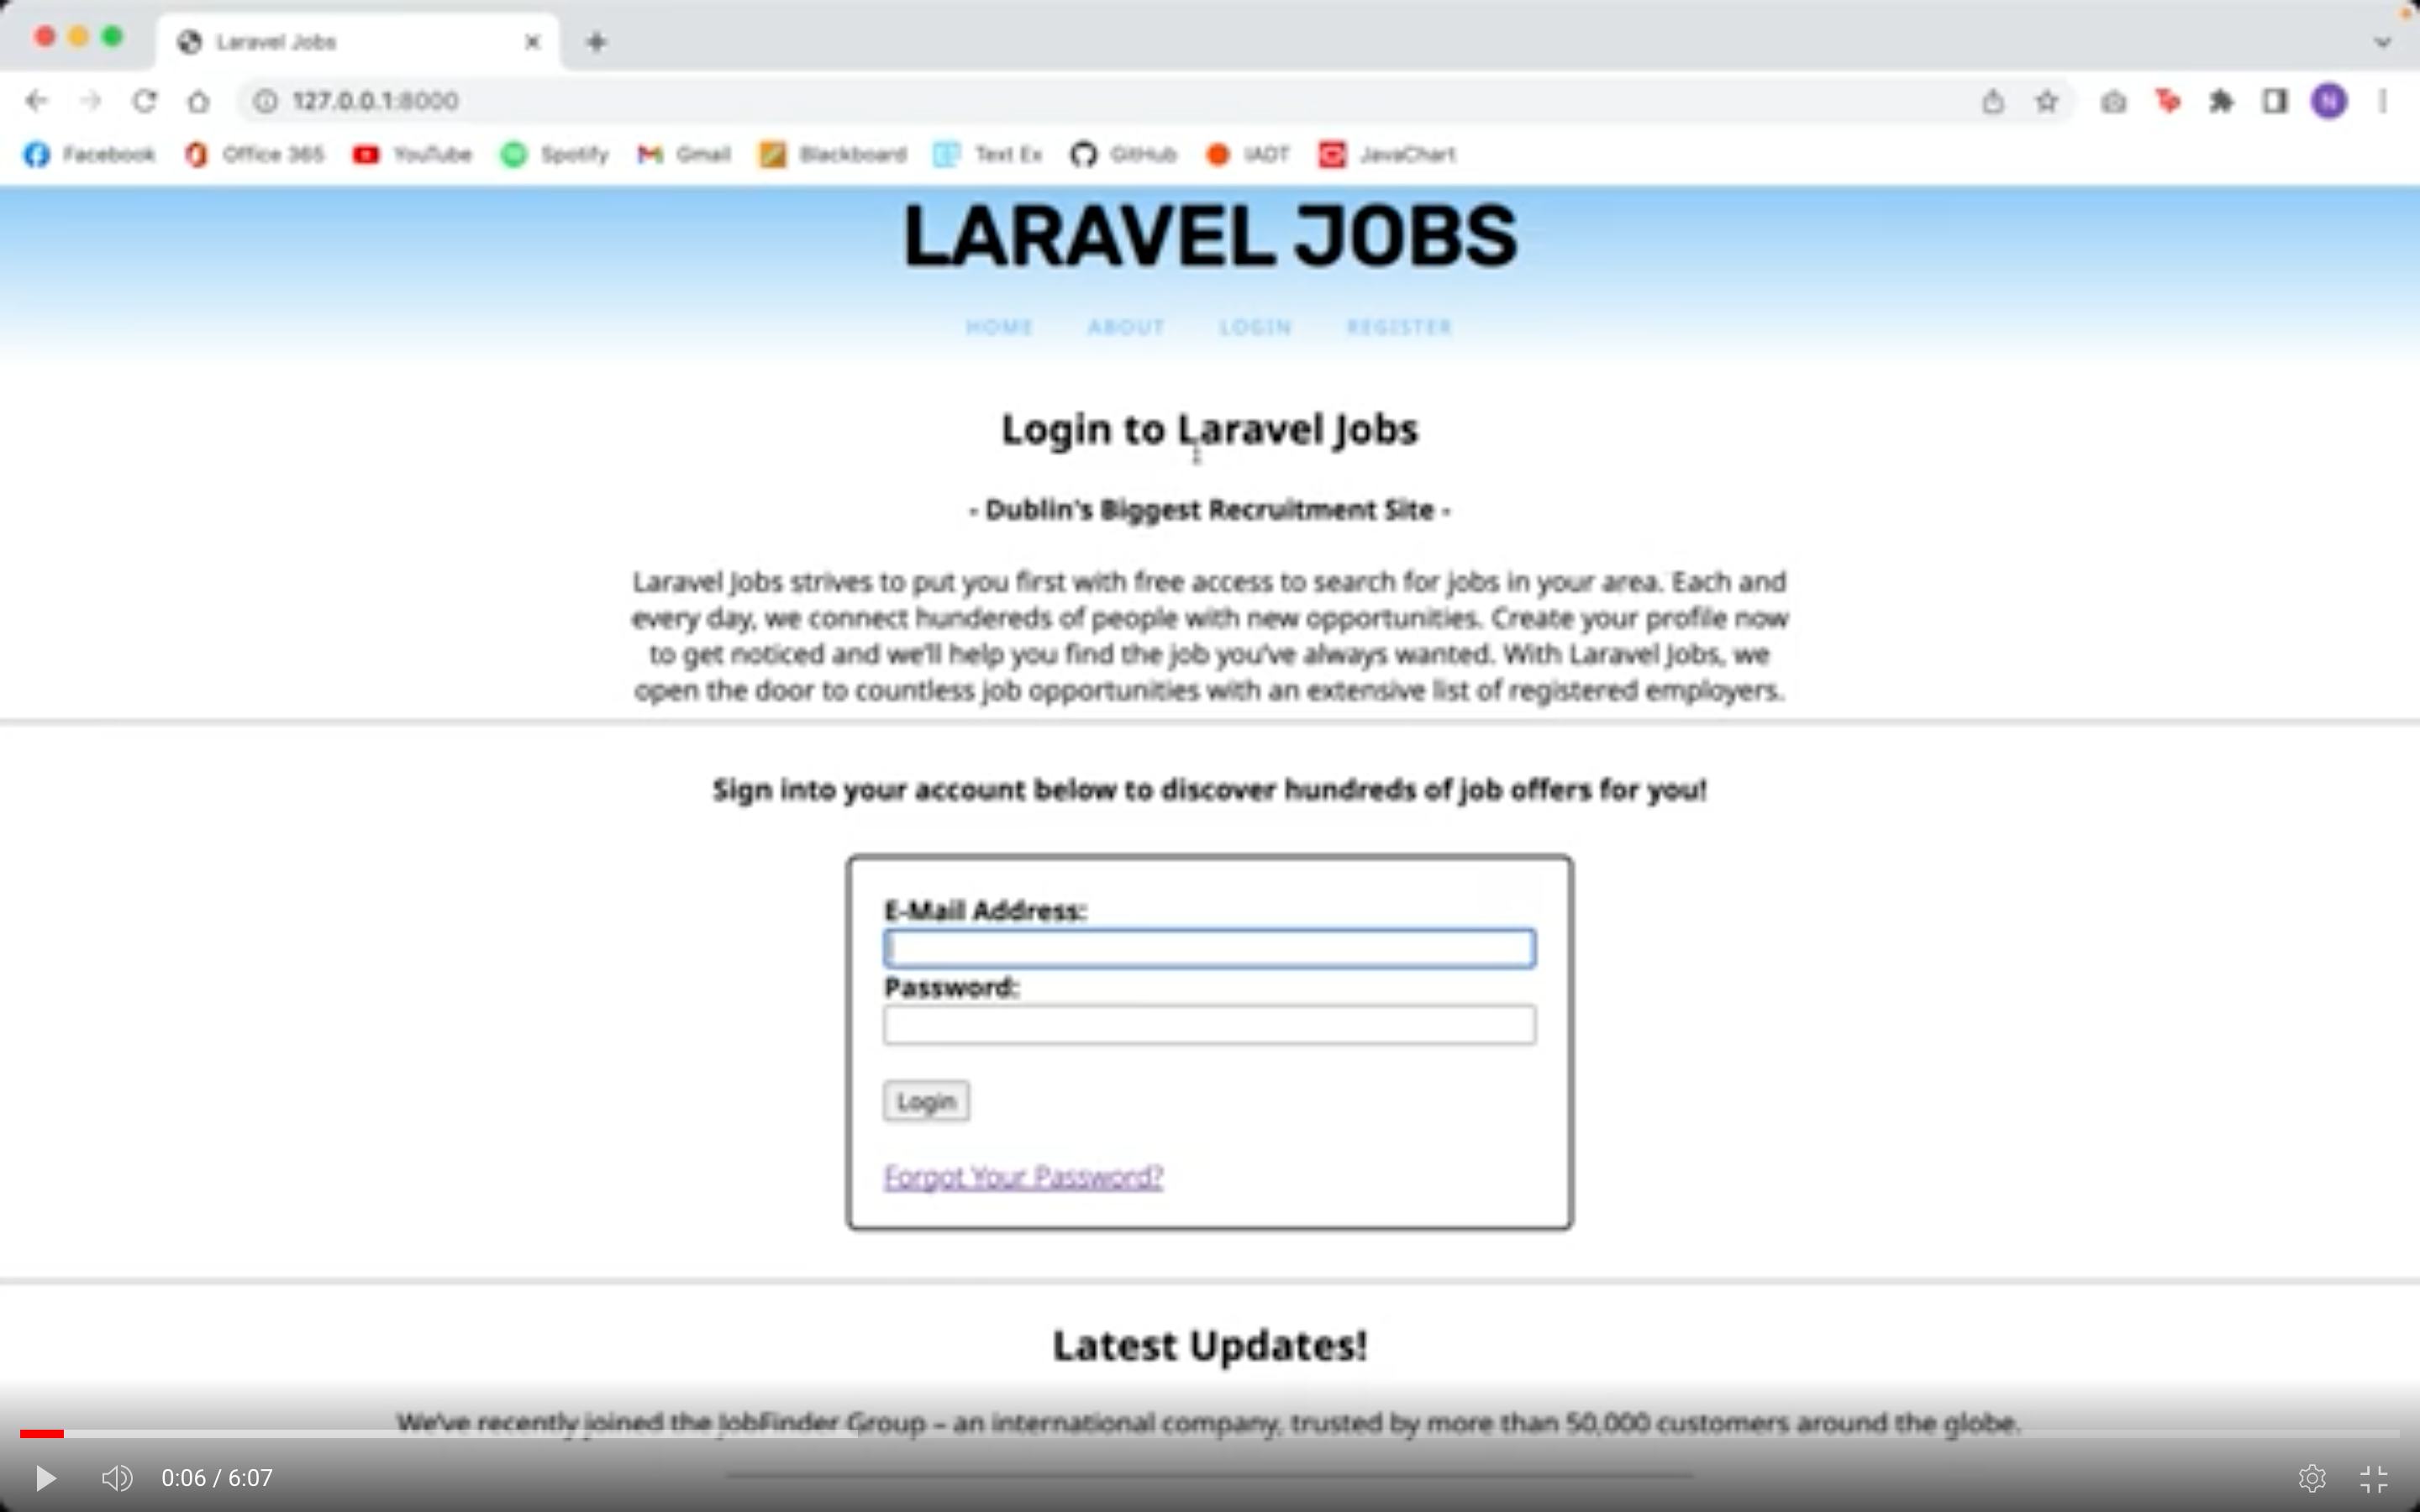 Laravel Jobs
127.0.0.1:8000
Facebook Office 365 YouTube Spotify Gmail Blackboard Text Ex GitHub IADT JavaChart
N
LARAVEL JOBS
HOME ABOUT LOGIN REGISTER
Login to Laravel Jobs
- Dublin's Biggest Recruitment Site -
Laravel Jobs strives to put you first with free access to search for jobs in your area. Each and
every day, we connect hundereds of people with new opportunities. Create your profile now
to get noticed and we'll help you find the job you've always wanted. With Laravel Jobs, we
open the door to countless job opportunities with an extensive list of registered employers.
Sign into your account below to discover hundreds of job offers for you!
E-Mail Address:
Password:
Login
Forgot Your Password?
Latest Updates!
We've recently joined the JobFinder Group – an international company, trusted by more than 50,000 customers around the globe.
0:06 / 6:07